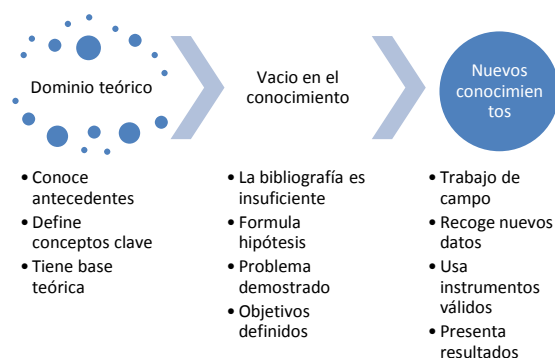 Dominio teórico
• Conoce
antecedentes
• Define
conceptos clave
• Tiene base
teórica
Vacio en el
conocimiento
• La bibliografía es
insuficiente
• Formula
hipótesis
• Problema
demostrado
• Objetivos
definidos
Nuevos
conocimien
tos
• Trabajo de
campo
• Recoge nuevos
datos
• Usa
instrumentos
válidos
• Presenta
resultados